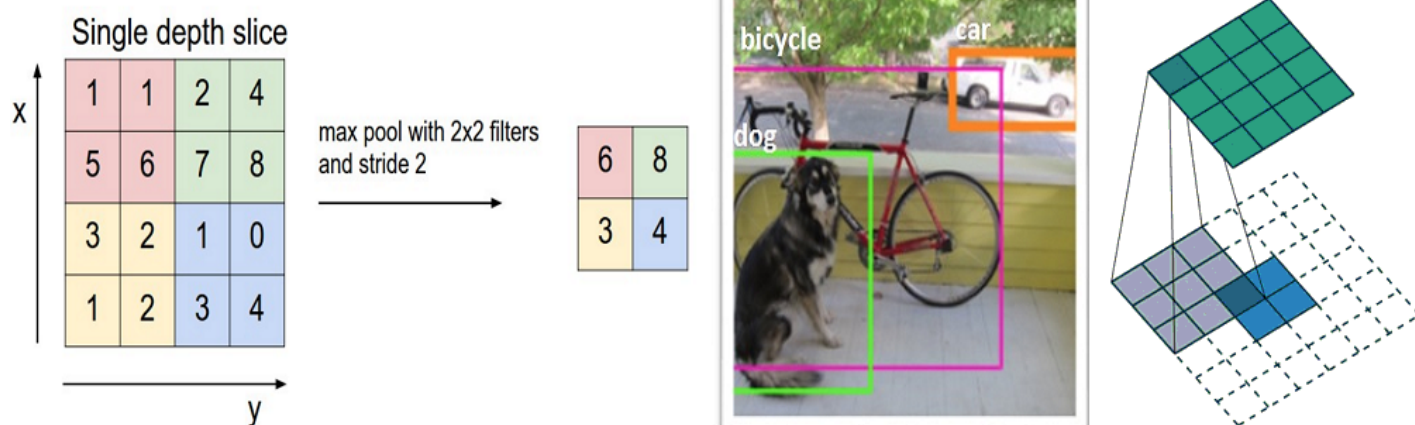 Single depth slice
x
1 1 2 4
5 6 7 8
3 2 1 0
1 2 3 4
y
max pool with 2x2 filters
and stride 2
6 8
3 4
bicycle
car
dog